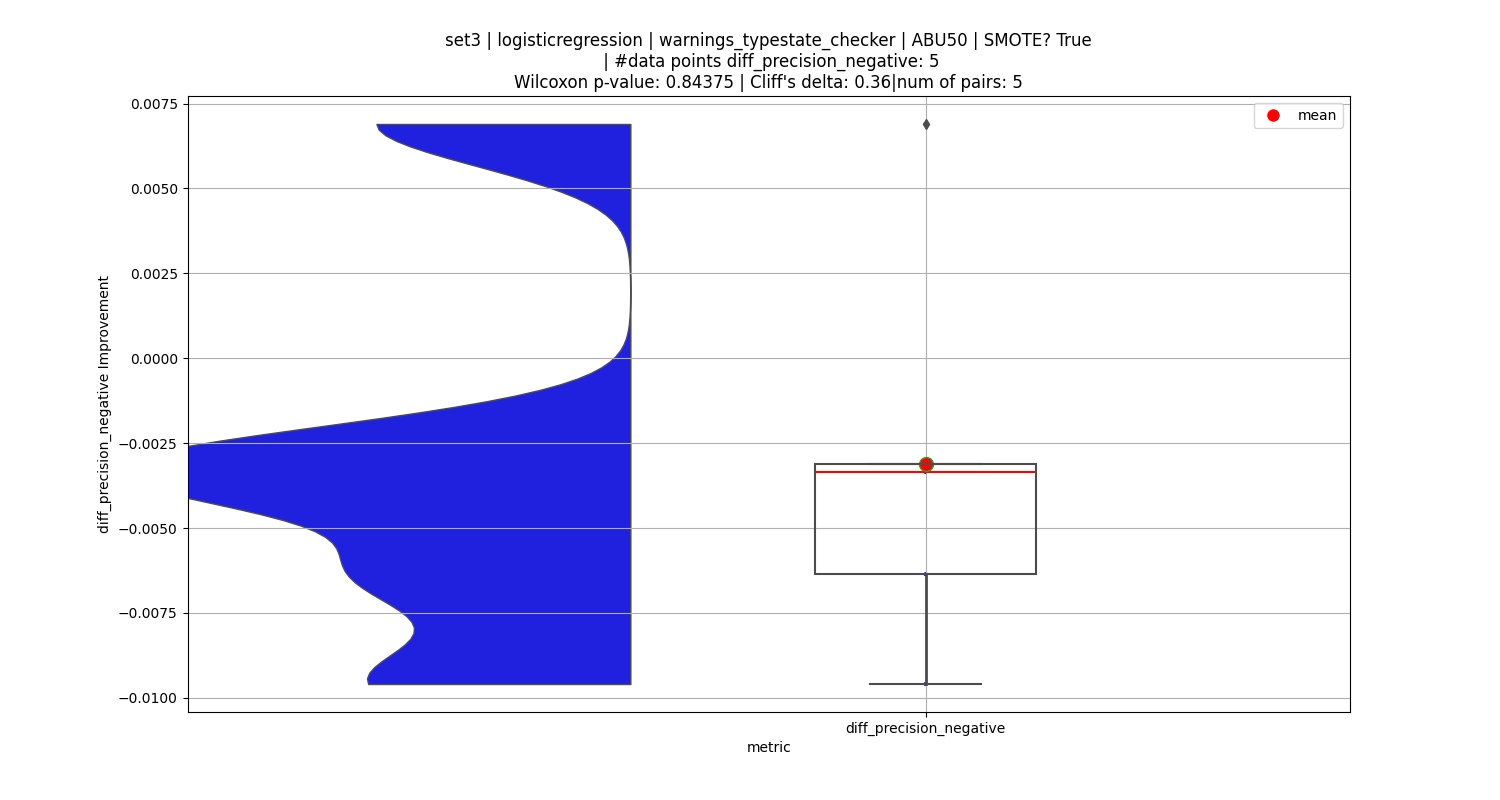 set3 | logisticregression | warnings_typestate_checker | ABU50 | SMOTE? True
| #data points diff_precision_negative: 5
Wilcoxon p-value: 0.84375 | Cliff's delta: 0.36|num of pairs: 5
mean
0.0075
0.0050
0.0025
0.0000
−0.0025
−0.0050
−0.0075
−0.0100
diff_precision_negative Improvement
diff_precision_negative
metric